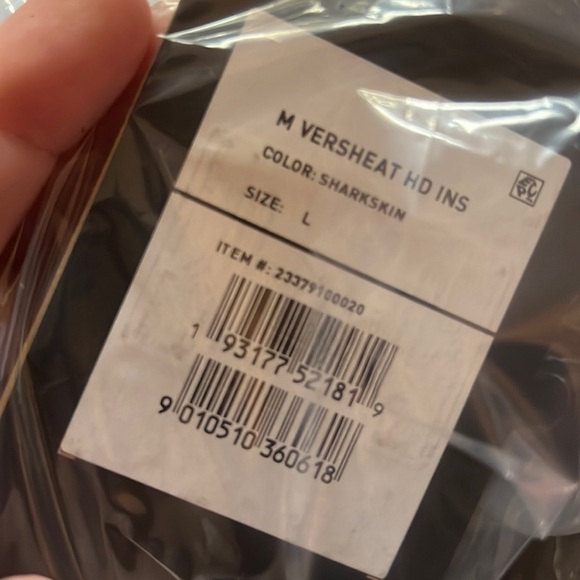 M VERSHEAT HD INS
COLOR: SHARKSKIN
SIZE: L
ITEM #: 23379100020
1 93177 52181 9
9 010510 360618